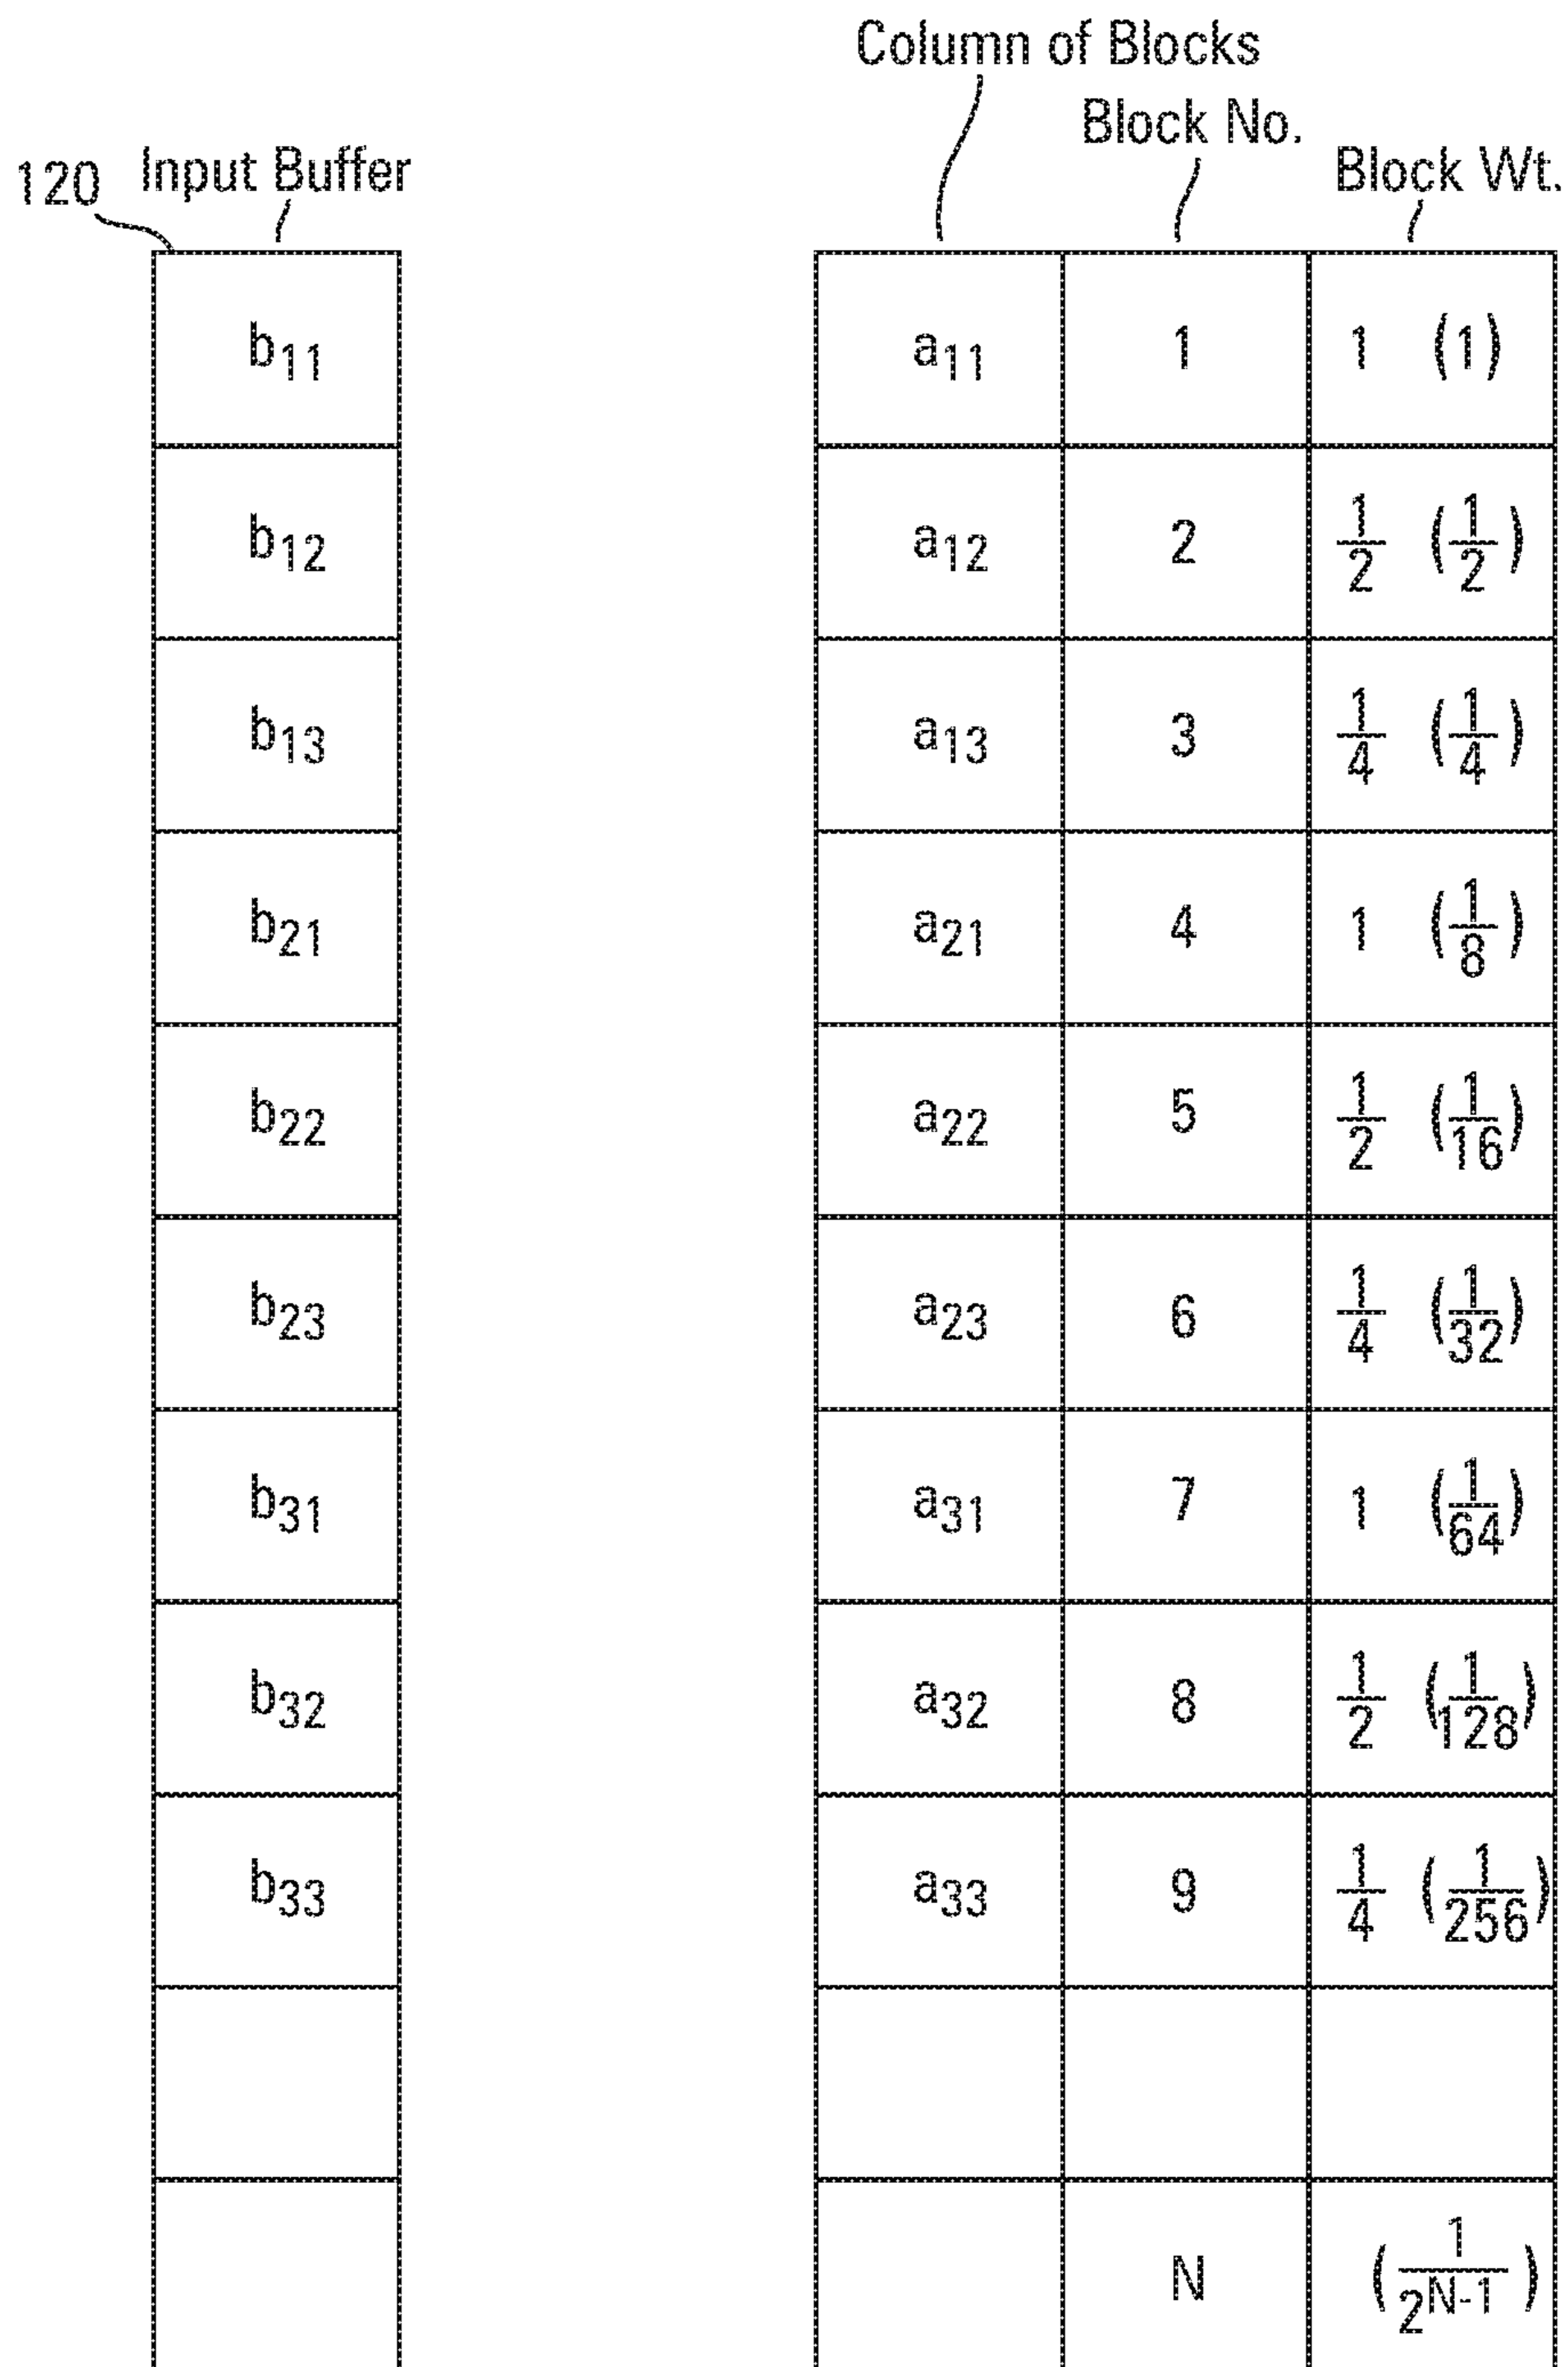 Column of Blocks
Block No.
120 Input Buffer Block Wt.
b11 a11 1 1 (1)
b12 a12 2 1/2 (1/2)
b13 a13 3 1/4 (1/4)
b21 a21 4 1 (1/8)
b22 a22 5 1/2 (1/16)
b23 a23 6 1/4 (1/32)
b31 a31 7 1 (1/64)
b32 a32 8 1/2 (1/128)
b33 a33 9 1/4 (1/256)
N (1/2^N-1)